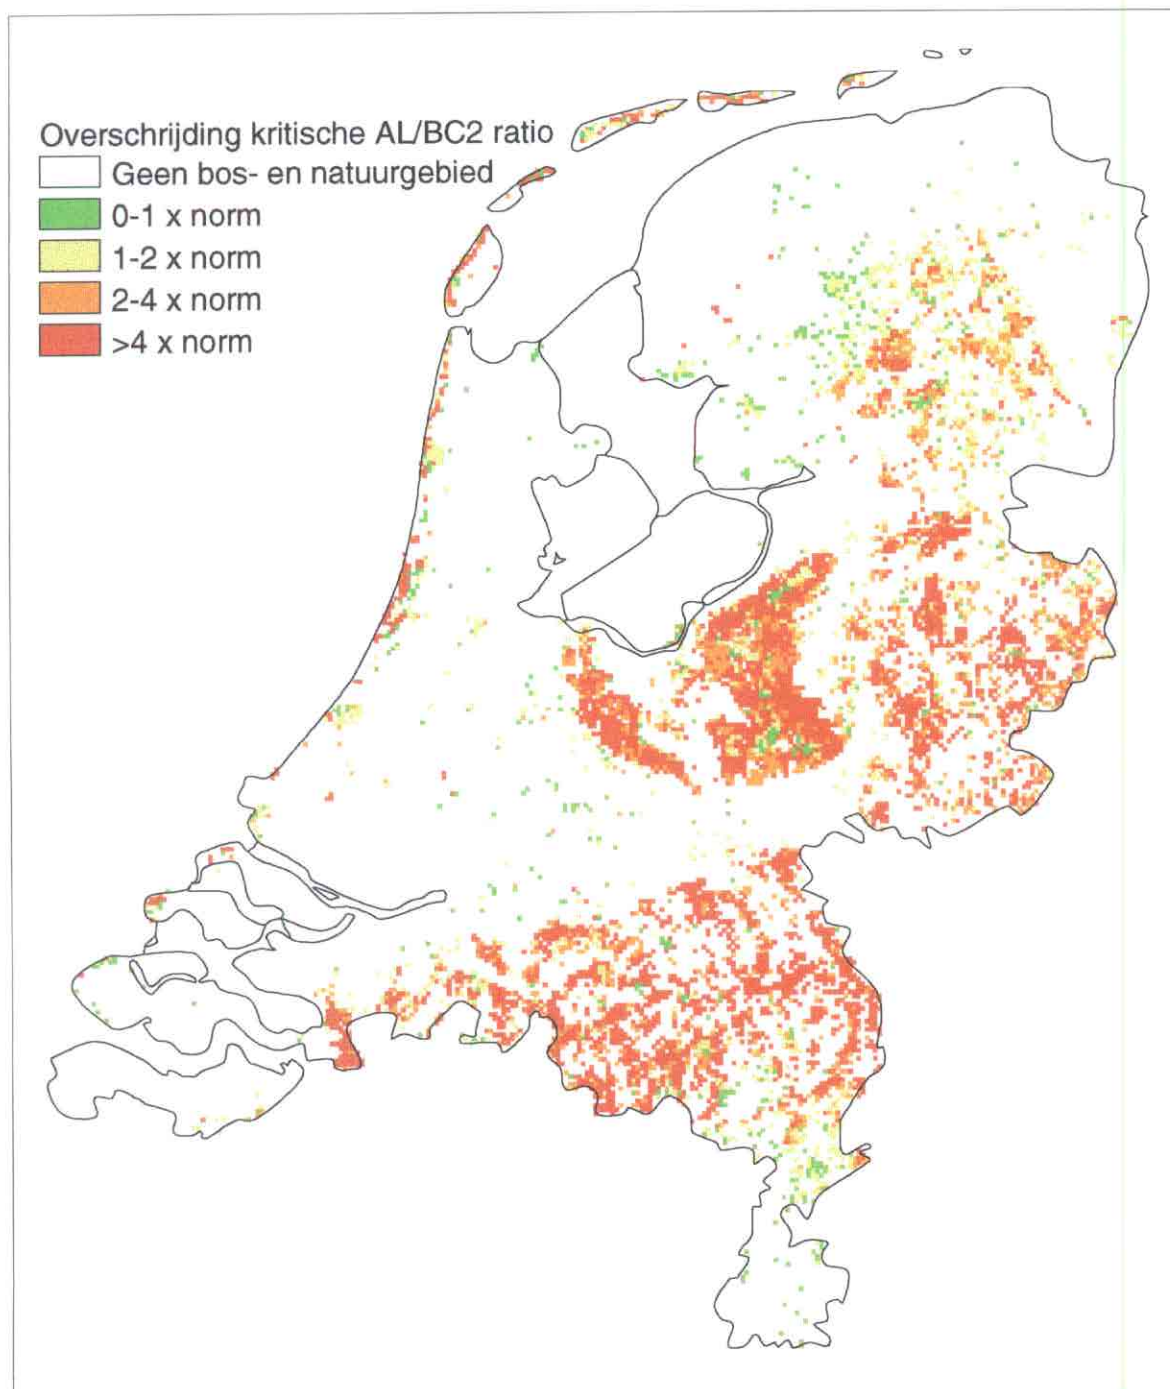 Overschrijding kritische AL/BC2 ratio
Geen bos- en natuurgebied
0-1 x norm
1-2 x norm
2-4 x norm
>4 x norm